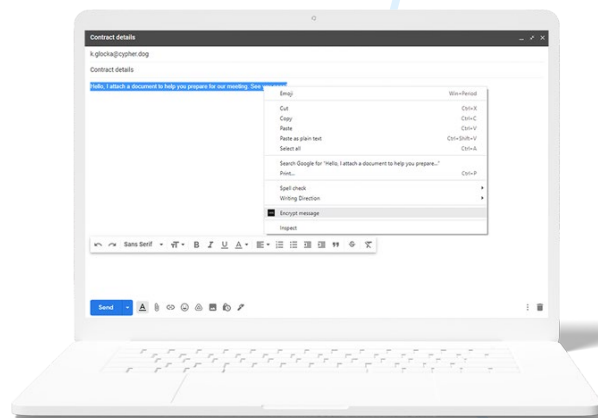 Contract details
k.glocka@cypher.dog
Contract details
Hello, I attach a document to help you prepare for our meeting. See
Emoji Win+Period
Cut Ctrl+X
Copy Ctrl+C
Paste Ctrl+V
Paste as plain text Ctrl+Shift+V
Select all Ctrl+A
Search Google for "Hello, I attach a document to help you prepare..."
Print... Ctrl+P
Spell check
Writing Direction
Encrypt message
Inspect
Sans Serif
Send